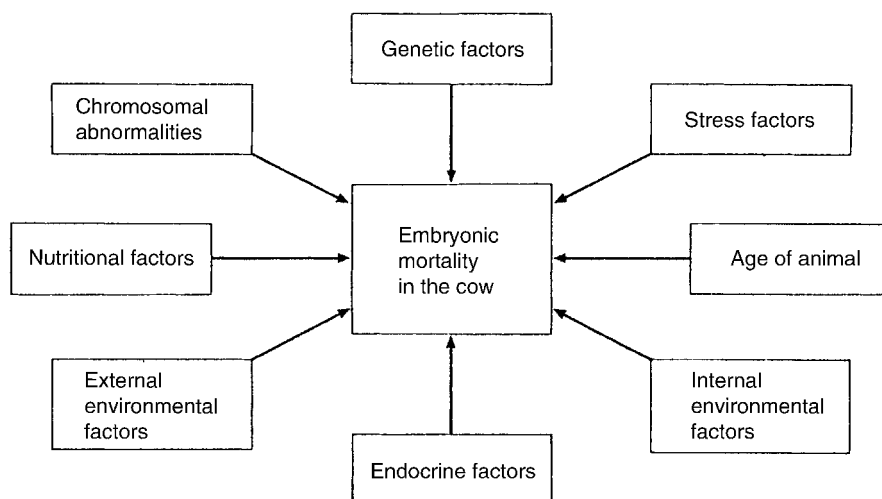 Genetic factors
Chromosomal
abnormalities
Stress factors
Embryonic
mortality
in the cow
Nutritional factors
Age of animal
External
environmental
factors
Internal
environmental
factors
Endocrine factors